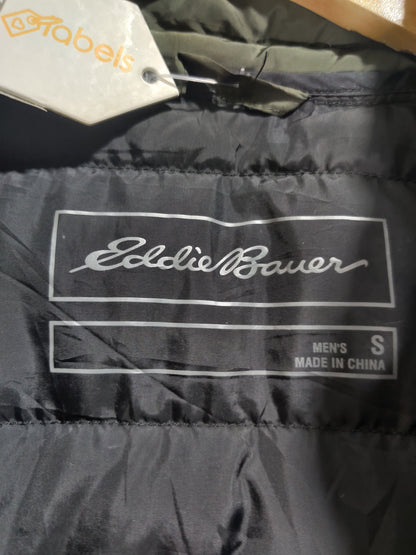 labels
Eddie Bauer
MEN'S S
MADE IN CHINA